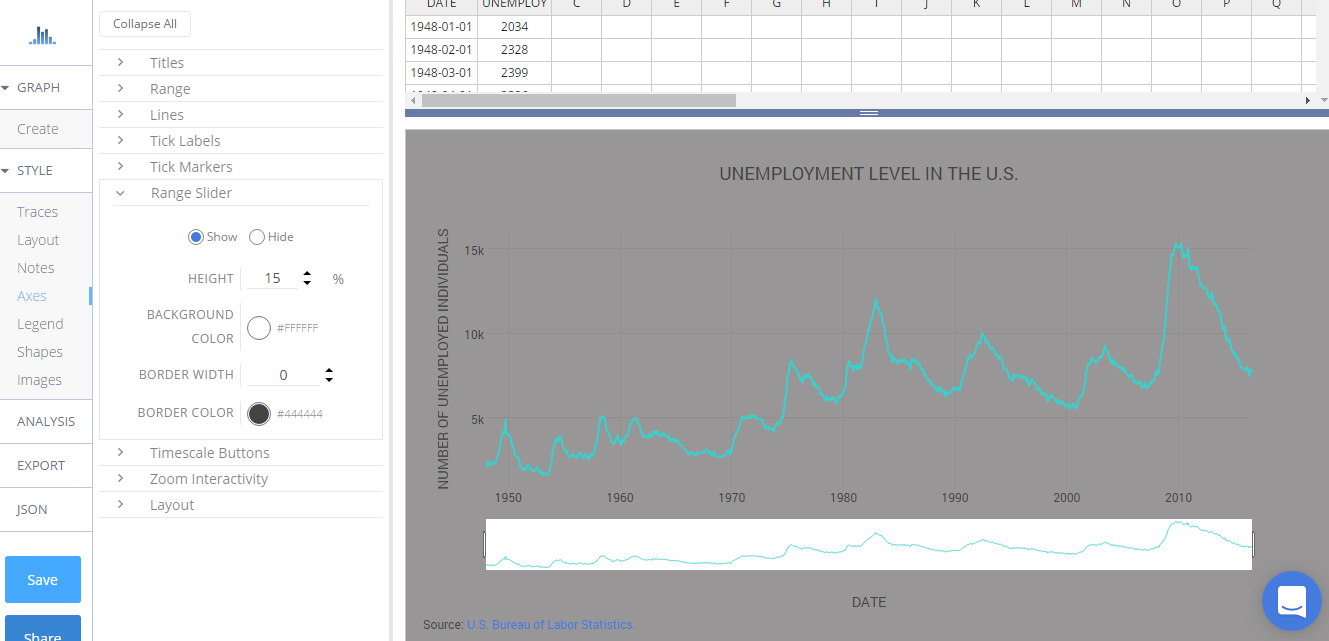 Collapse All
GRAPH
Create
STYLE
Traces
Layout
Notes
Axes
Legend
Shapes
Images
ANALYSIS
EXPORT
JSON
Save
Share
Titles
Range
Lines
Tick Labels
Tick Markers
Range Slider
Show Hide
HEIGHT 15 %
BACKGROUND
COLOR #FFFFFF
BORDER WIDTH 0
BORDER COLOR #444444
Timescale Buttons
Zoom Interactivity
Layout
DATE UNEMPLOY C D E F G H I J K L M N O P Q
1948-01-01 2034
1948-02-01 2328
1948-03-01 2399
UNEMPLOYMENT LEVEL IN THE U.S.
NUMBER OF UNEMPLOYED INDIVIDUALS
15k
10k
5k
1950 1960 1970 1980 1990 2000 2010
DATE
Source: U.S. Bureau of Labor Statistics.